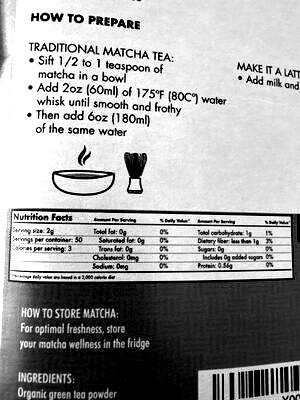 HOW TO PREPARE
TRADITIONAL MATCHA TEA:
• Sift 1/2 to 1 teaspoon of
matcha in a bowl
• Add 2oz (60ml) of 175°F (80C°) water
whisk until smooth and frothy
• Then add 6oz (180ml)
of the same water
MAKE IT A LATT
• Add milk and
Nutrition Facts
Serving size: 2g
Servings per container: 50
Calories per serving: 3
Amount Per Serving % Daily Value*
Total fat: 0g 0%
Saturated fat: 0g 0%
Trans fat: 0g 0%
Cholesterol: 0mg 0%
Sodium: 0mg 0%
Amount Per Serving % Daily Value*
Total carbohydrate: 1g 1%
Dietary fiber: less than 1g 3%
Sugars: 0g 0%
Includes 0g added sugars 0%
Protein: 0.56g 0%
*Percentage daily value are based in a 2,000 calorie diet
HOW TO STORE MATCHA:
For optimal freshness, store
your matcha wellness in the fridge
INGREDIENTS:
Organic green tea powder
X00